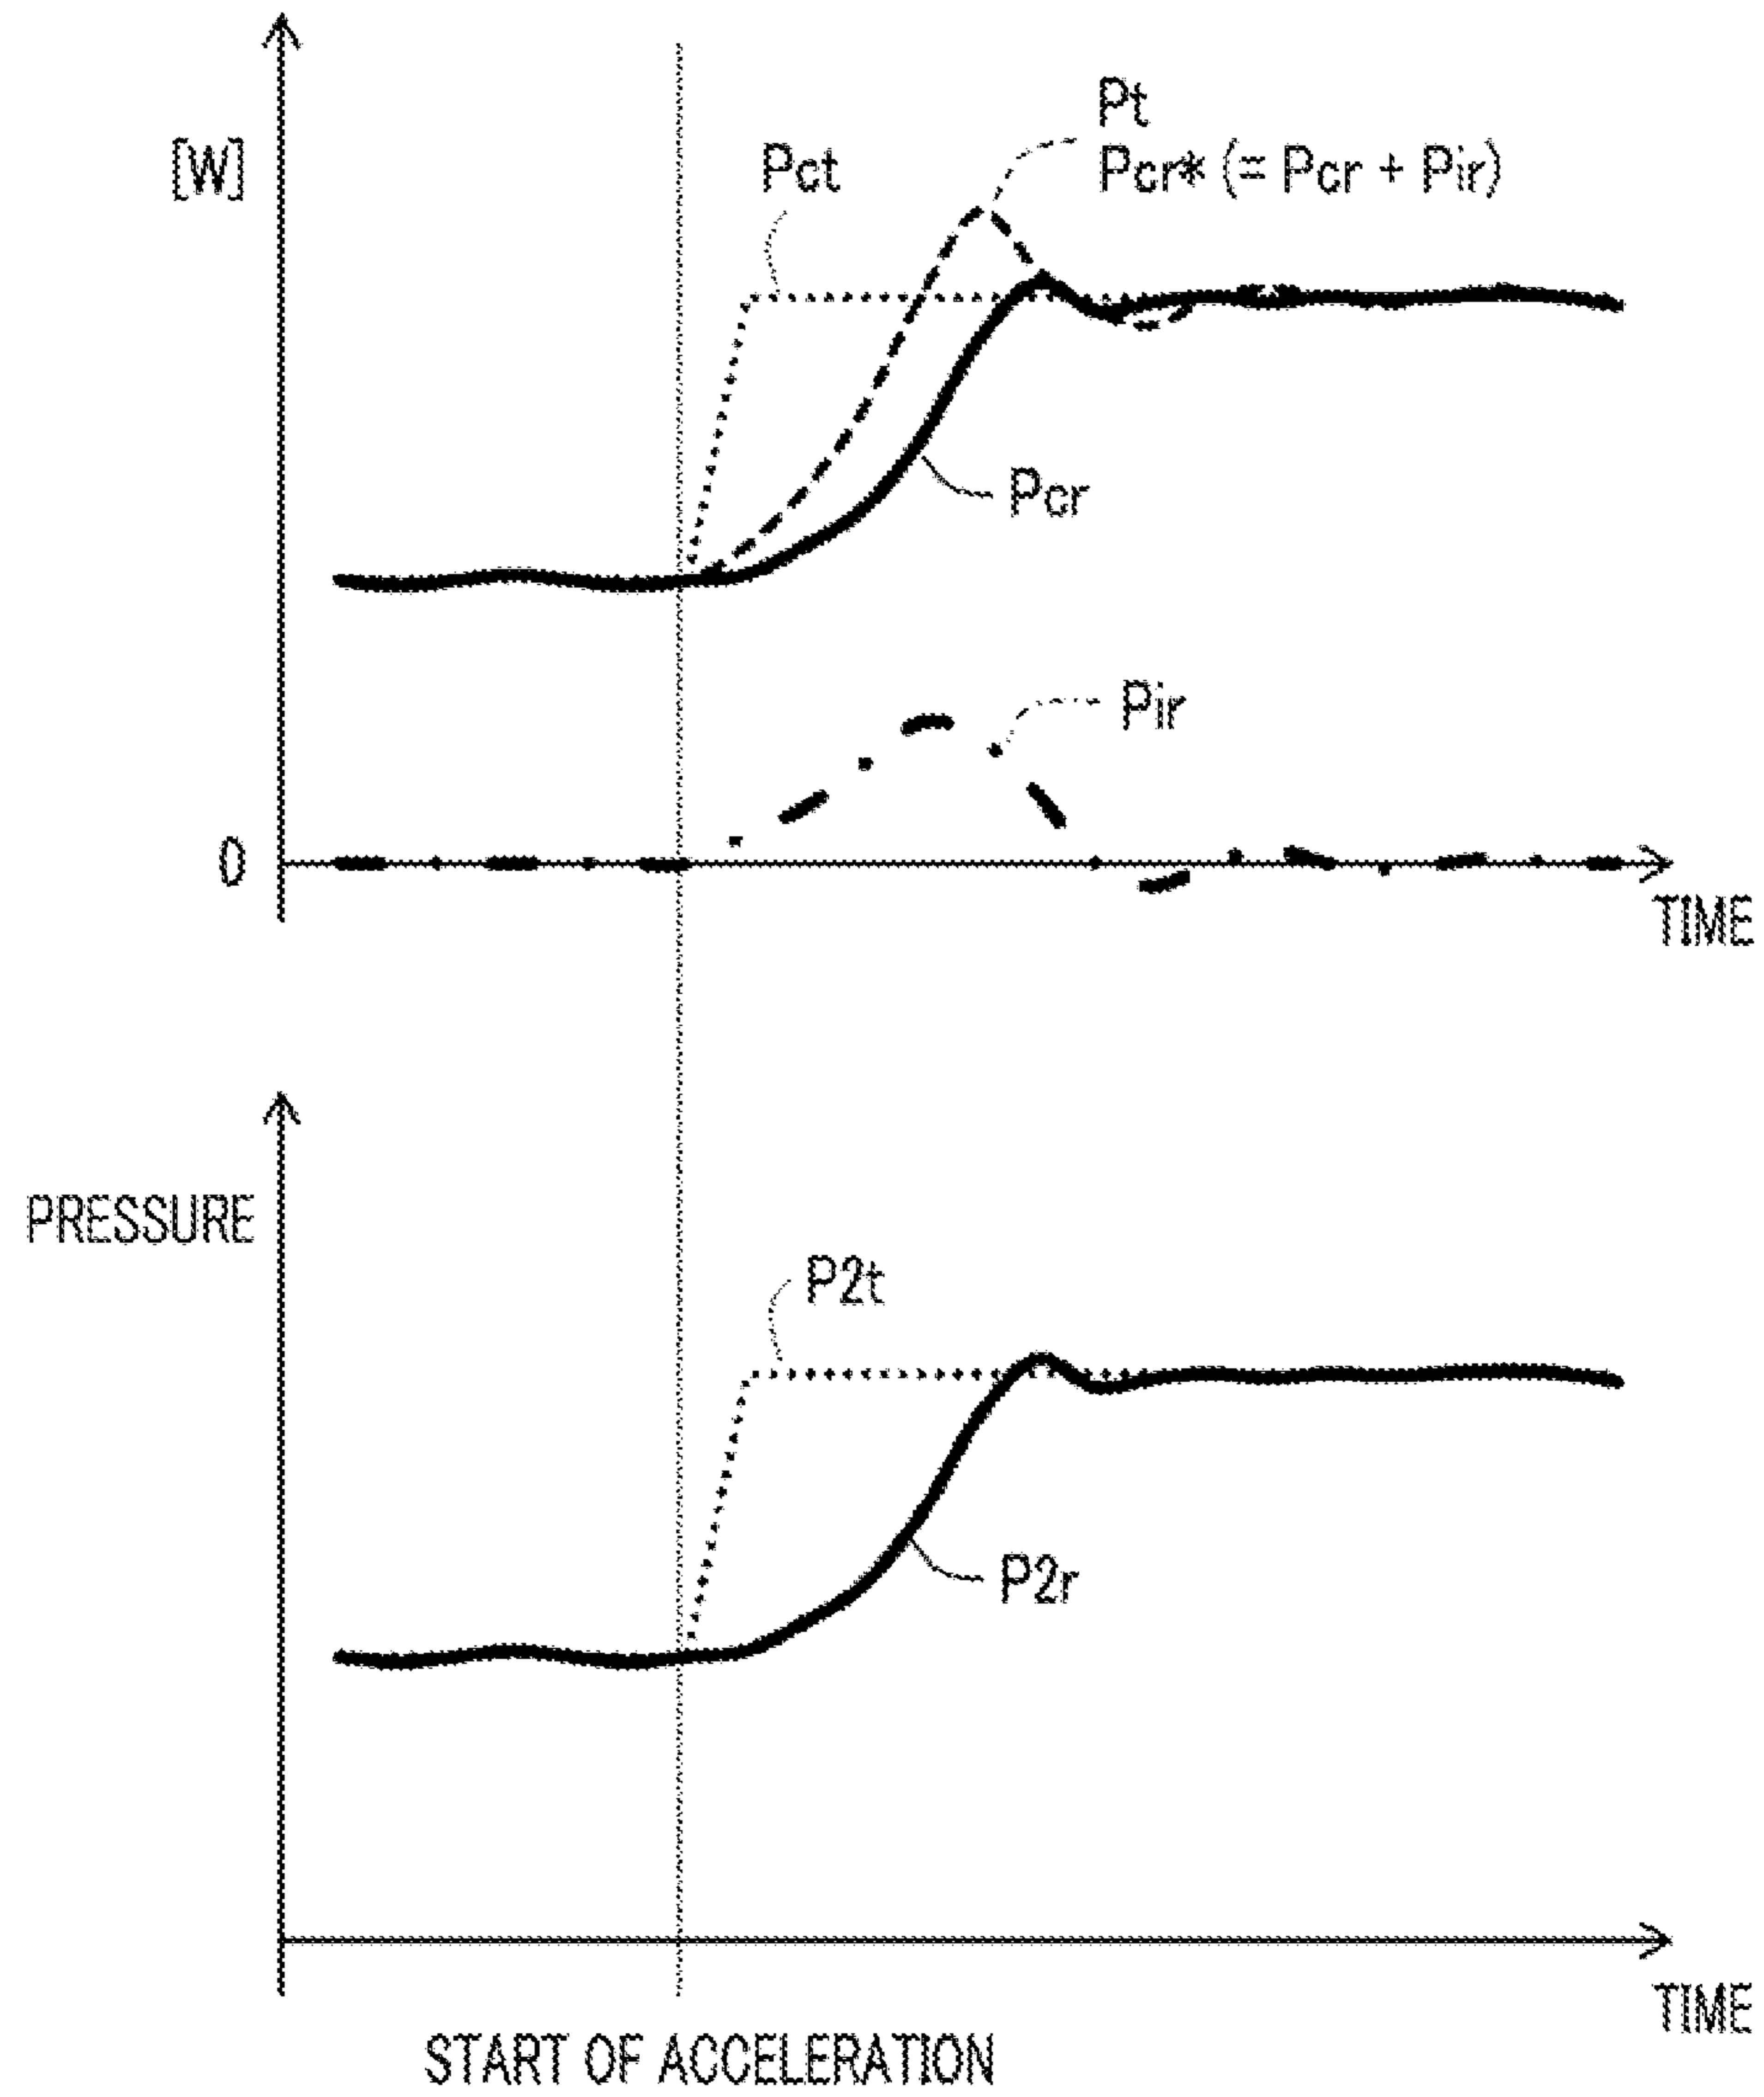 Pt
[W]
Pct
Pcr* (= Pcr + Pir)
Pcr
Pir
0
TIME
PRESSURE
P2t
P2r
TIME
START OF ACCELERATION